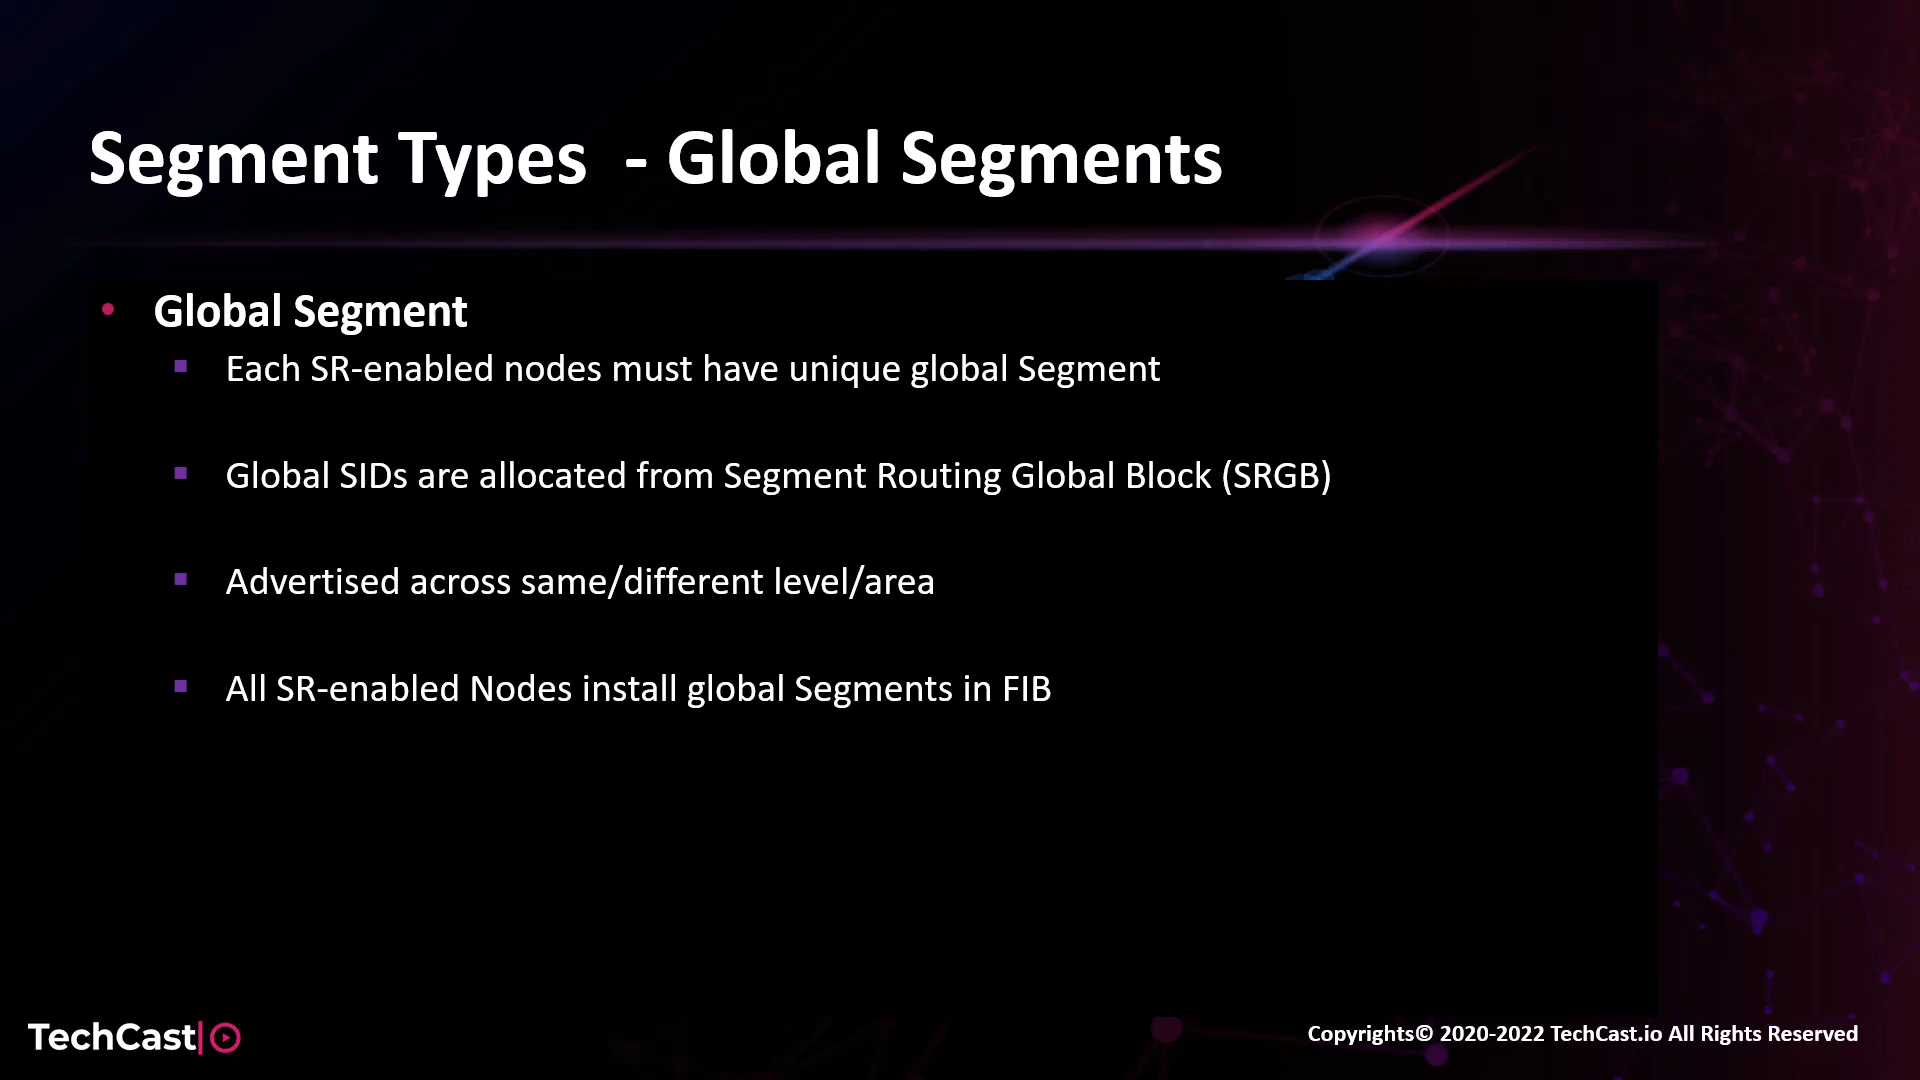 Segment Types - Global Segments
• Global Segment
▪ Each SR-enabled nodes must have unique global Segment
▪ Global SIDs are allocated from Segment Routing Global Block (SRGB)
▪ Advertised across same/different level/area
▪ All SR-enabled Nodes install global Segments in FIB
TechCast
Copyrights© 2020-2022 TechCast.io All Rights Reserved